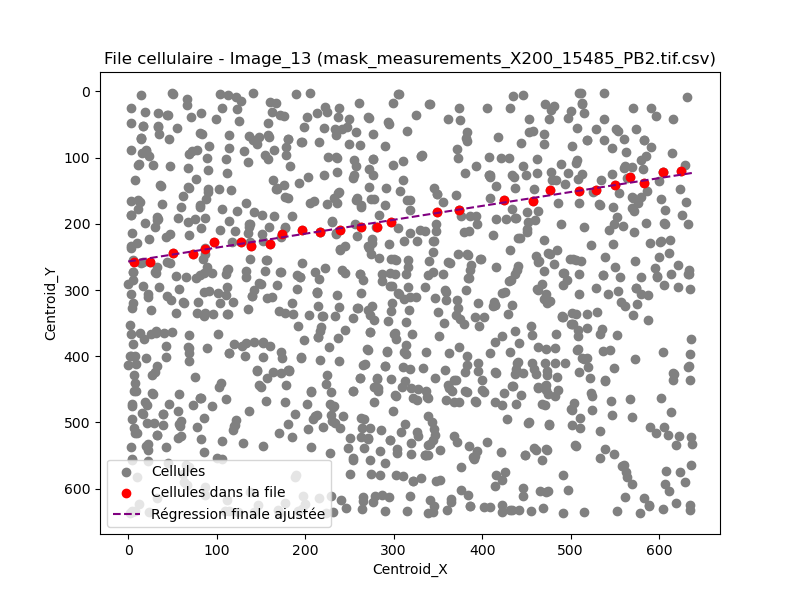 File cellulaire - Image_13 (mask_measurements_X200_15485_PB2.tif.csv)
0
100
200
300
400
500
600
Centroid_Y
Cellules
Cellules dans la file
Régression finale ajustée
0 100 200 300 400 500 600
Centroid_X